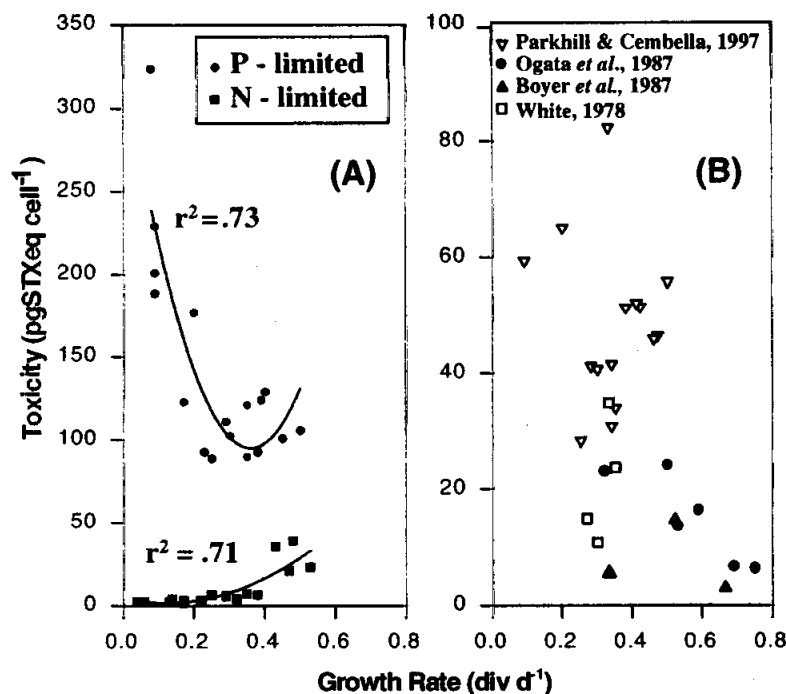 350
300
250
200
150
100
50
0
Toxicity (pgSTXeq cell⁻¹)
P - limited
N - limited
(A)
r² = .73
r² = .71
0.0 0.2 0.4 0.6 0.8
100
80
60
40
20
0
Parkhill & Cembella, 1997
Ogata et al., 1987
Boyer et al., 1987
White, 1978
(B)
0.0 0.2 0.4 0.6 0.8
Growth Rate (div d⁻¹)